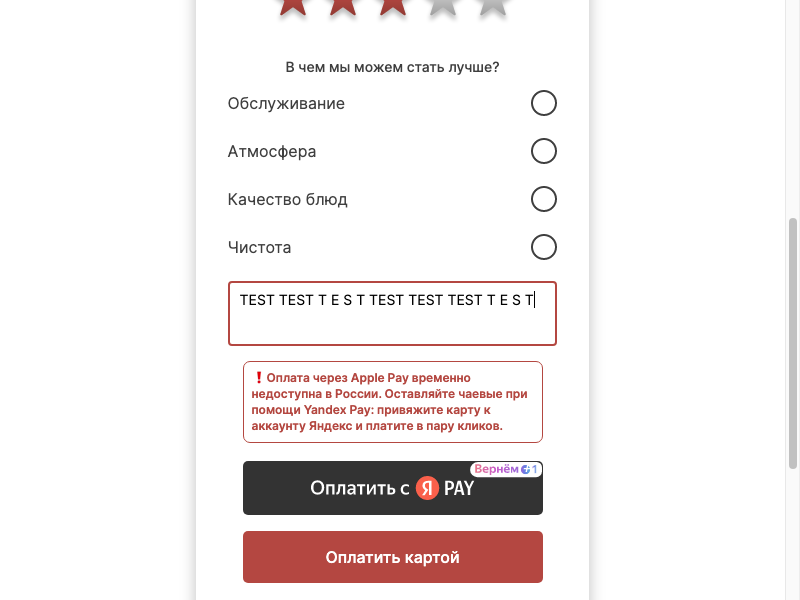 В чем мы можем стать лучше?
Обслуживание
Атмосфера
Качество блюд
Чистота
TEST TEST T E S T TEST TEST TEST T E S T
❗ Оплата через Apple Pay временно
недоступна в России. Оставляйте чаевые при
помощи Yandex Pay: привяжите карту к
аккаунту Яндекс и платите в пару кликов.
Вернём 1
Оплатить с Я PAY
Оплатить картой